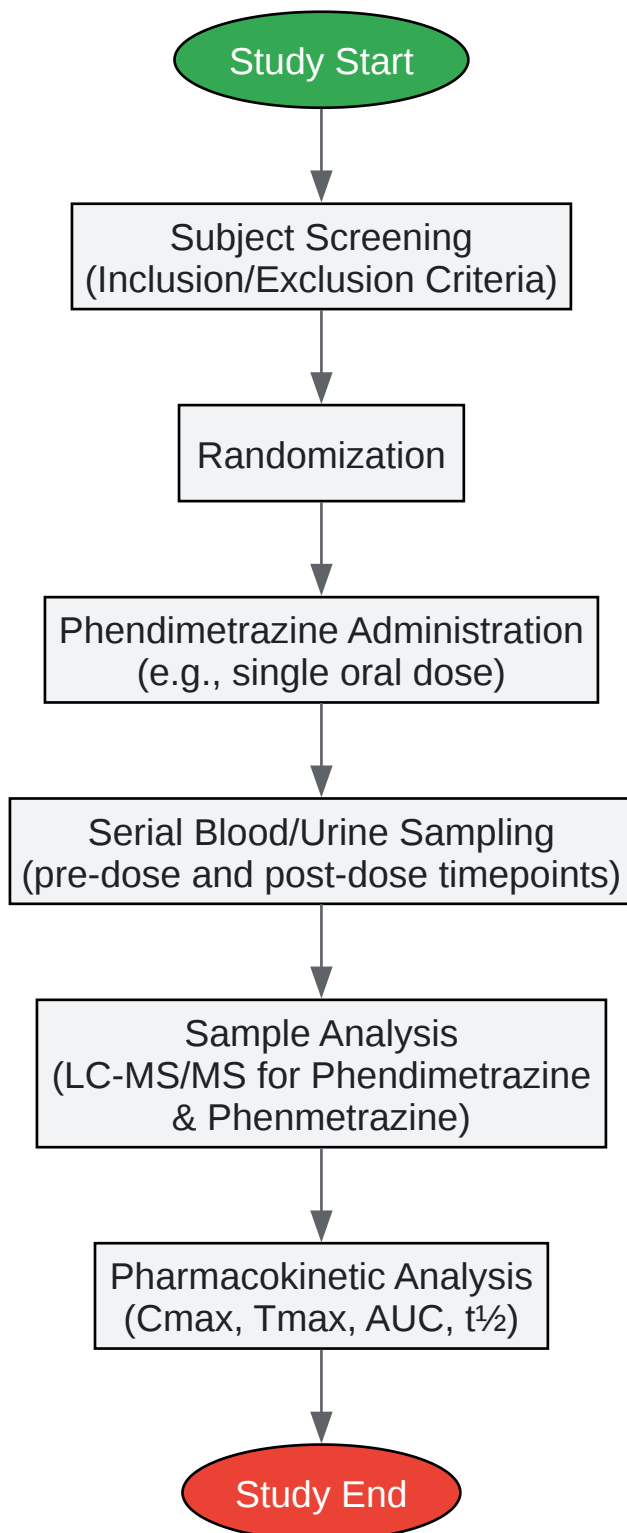 Study Start
Subject Screening
(Inclusion/Exclusion Criteria)
Randomization
Phendimetrazine Administration
(e.g., single oral dose)
Serial Blood/Urine Sampling
(pre-dose and post-dose timepoints)
Sample Analysis
(LC-MS/MS for Phendimetrazine
& Phenmetrazine)
Pharmacokinetic Analysis
(Cmax, Tmax, AUC, t½)
Study End